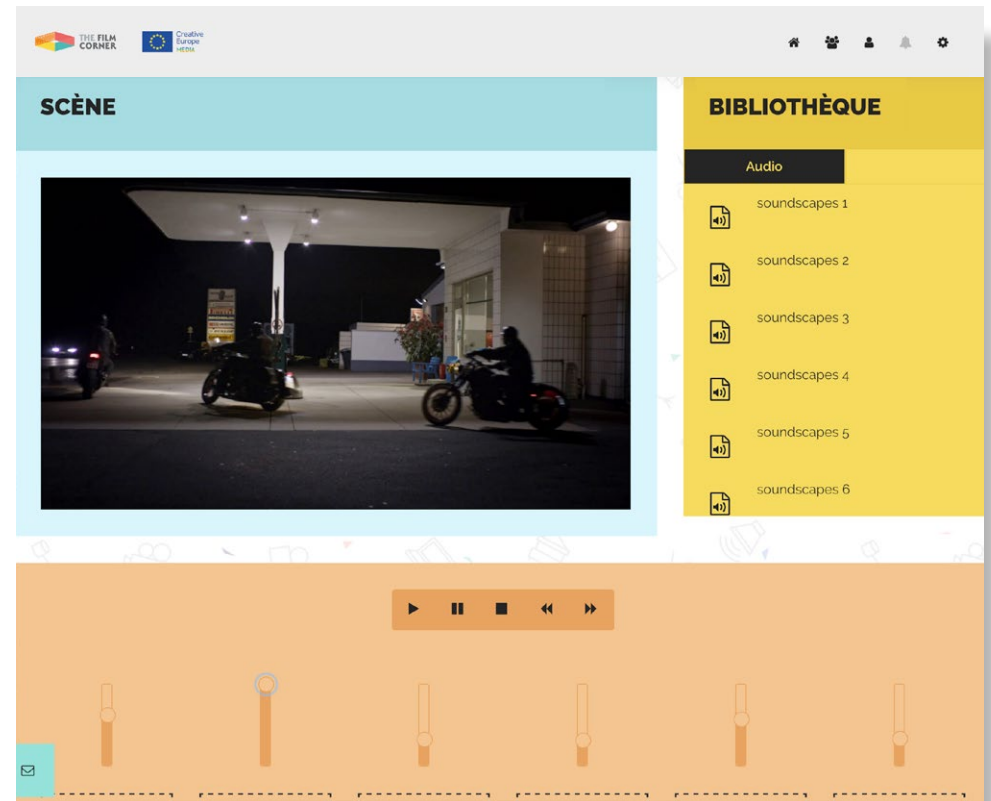 THE FILM
CORNER
Creative
Europe
MEDIA
SCÈNE
BIBLIOTHÈQUE
Audio
soundscapes 1
soundscapes 2
soundscapes 3
soundscapes 4
soundscapes 5
soundscapes 6